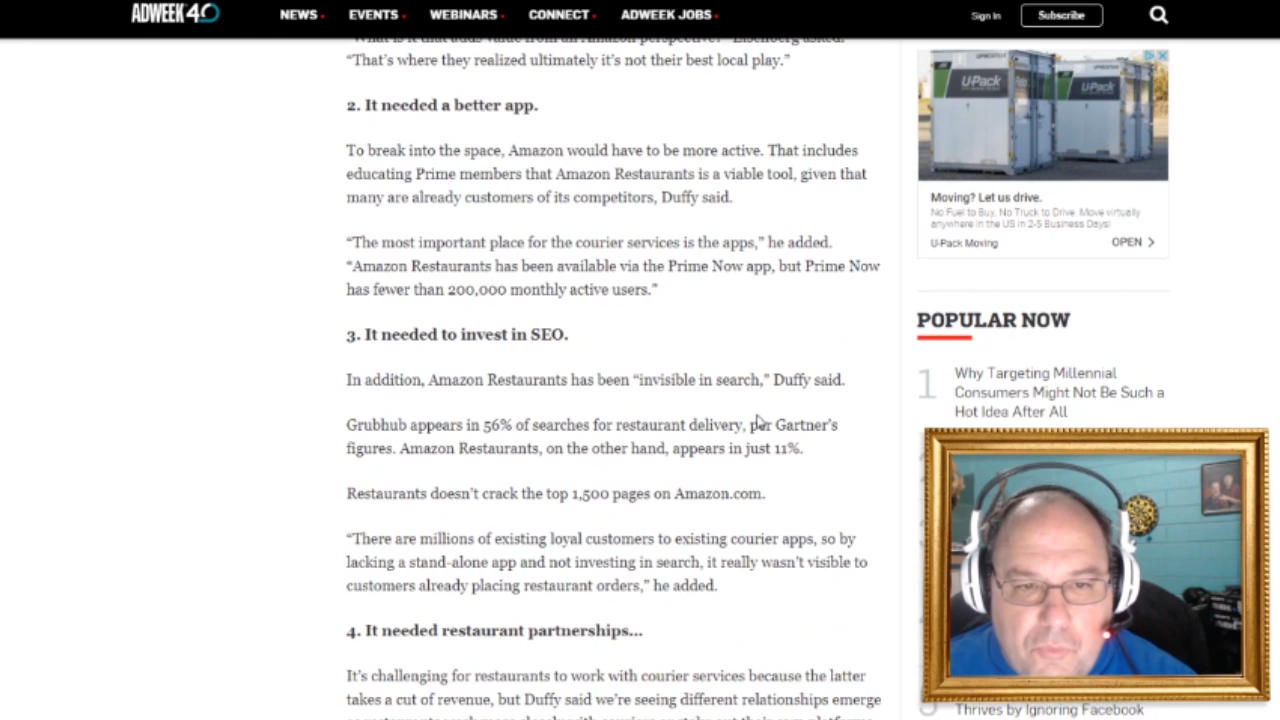 ADWEEK 40
NEWS EVENTS WEBINARS CONNECT ADWEEK JOBS
Sign In
Subscribe
"What is it that adds value from an Amazon perspective?" Eisenberg asked.
"That's where they realized ultimately it's not their best local play."
2. It needed a better app.
To break into the space, Amazon would have to be more active. That includes
educating Prime members that Amazon Restaurants is a viable tool, given that
many are already customers of its competitors, Duffy said.
"The most important place for the courier services is the apps," he added.
"Amazon Restaurants has been available via the Prime Now app, but Prime Now
has fewer than 200,000 monthly active users."
3. It needed to invest in SEO.
In addition, Amazon Restaurants has been "invisible in search," Duffy said.
Grubhub appears in 56% of searches for restaurant delivery, per Gartner's
figures. Amazon Restaurants, on the other hand, appears in just 11%.
Restaurants doesn't crack the top 1,500 pages on Amazon.com.
"There are millions of existing loyal customers to existing courier apps, so by
lacking a stand-alone app and not investing in search, it really wasn't visible to
customers already placing restaurant orders," he added.
4. It needed restaurant partnerships...
It's challenging for restaurants to work with courier services because the latter
takes a cut of revenue, but Duffy said we're seeing different relationships emerge
U-Pack
U-Pack
Moving? Let us drive.
No Fuel to Buy, No Truck to Drive. Move virtually
anywhere in the US in 2-5 Business Days!
U-Pack Moving
OPEN
POPULAR NOW
1
Why Targeting Millennial
Consumers Might Not Be Such a
Hot Idea After All
Thrives by Ignoring Facebook